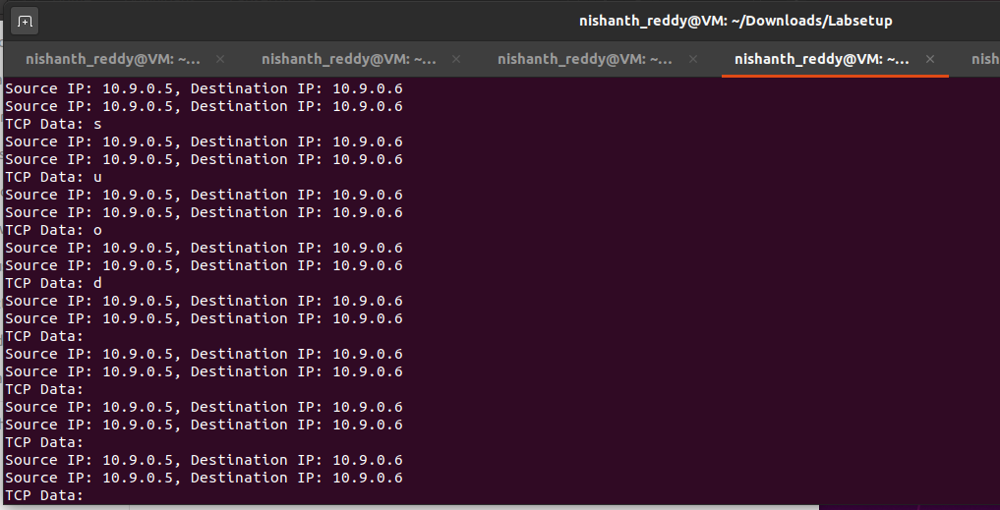 nishanth_reddy@VM: ~/Downloads/Labsetup
nishanth_reddy@VM: ~... × nishanth_reddy@VM: ~... × nishanth_reddy@VM: ~... × nishanth_reddy@VM: ~... × nish
Source IP: 10.9.0.5, Destination IP: 10.9.0.6
Source IP: 10.9.0.5, Destination IP: 10.9.0.6
TCP Data: s
Source IP: 10.9.0.5, Destination IP: 10.9.0.6
Source IP: 10.9.0.5, Destination IP: 10.9.0.6
TCP Data: u
Source IP: 10.9.0.5, Destination IP: 10.9.0.6
Source IP: 10.9.0.5, Destination IP: 10.9.0.6
TCP Data: o
Source IP: 10.9.0.5, Destination IP: 10.9.0.6
Source IP: 10.9.0.5, Destination IP: 10.9.0.6
TCP Data: d
Source IP: 10.9.0.5, Destination IP: 10.9.0.6
Source IP: 10.9.0.5, Destination IP: 10.9.0.6
TCP Data:
Source IP: 10.9.0.5, Destination IP: 10.9.0.6
Source IP: 10.9.0.5, Destination IP: 10.9.0.6
TCP Data:
Source IP: 10.9.0.5, Destination IP: 10.9.0.6
Source IP: 10.9.0.5, Destination IP: 10.9.0.6
TCP Data:
Source IP: 10.9.0.5, Destination IP: 10.9.0.6
Source IP: 10.9.0.5, Destination IP: 10.9.0.6
TCP Data: